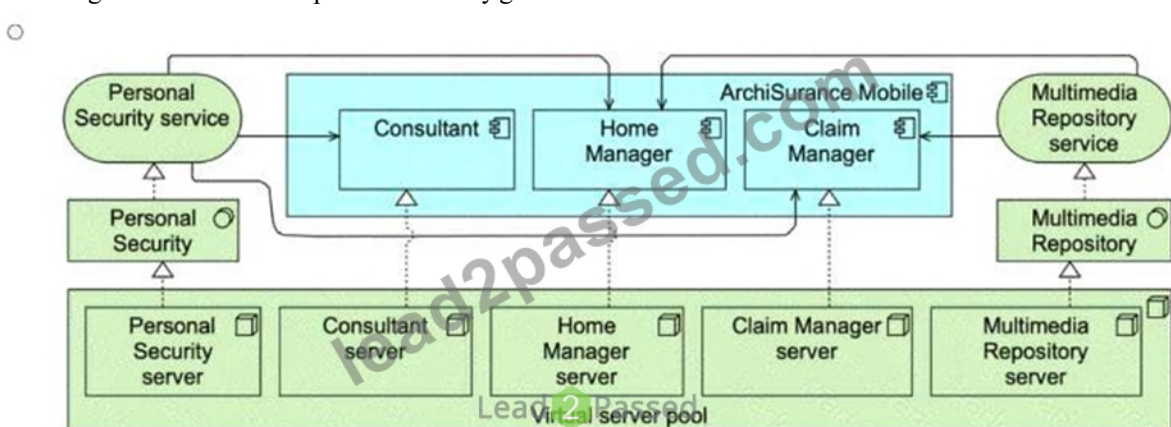 Personal
Security service
ArchiSurance Mobile
Consultant
Home
Manager
Claim
Manager
Multimedia
Repository
service
Personal
Security
Multimedia
Repository
Personal
Security
server
Consultant
server
Home
Manager
server
Claim Manager
server
Multimedia
Repository
server
Virtual server pool
lead2passed.com
Lead2Passed